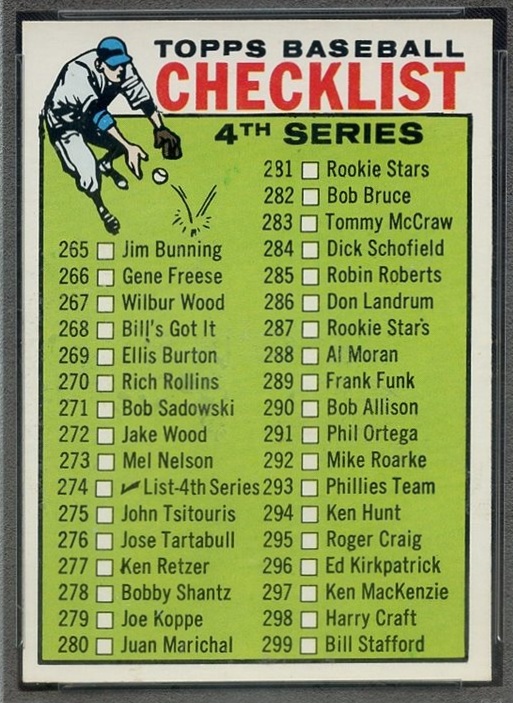 TOPPS BASEBALL
CHECKLIST
4TH SERIES
265 Jim Bunning
266 Gene Freese
267 Wilbur Wood
268 Bill's Got It
269 Ellis Burton
270 Rich Rollins
271 Bob Sadowski
272 Jake Wood
273 Mel Nelson
274 List-4th Series
275 John Tsitouris
276 Jose Tartabull
277 Ken Retzer
278 Bobby Shantz
279 Joe Koppe
280 Juan Marichal
281 Rookie Stars
282 Bob Bruce
283 Tommy McCraw
284 Dick Schofield
285 Robin Roberts
286 Don Landrum
287 Rookie Stars
288 Al Moran
289 Frank Funk
290 Bob Allison
291 Phil Ortega
292 Mike Roarke
293 Phillies Team
294 Ken Hunt
295 Roger Craig
296 Ed Kirkpatrick
297 Ken MacKenzie
298 Harry Craft
299 Bill Stafford